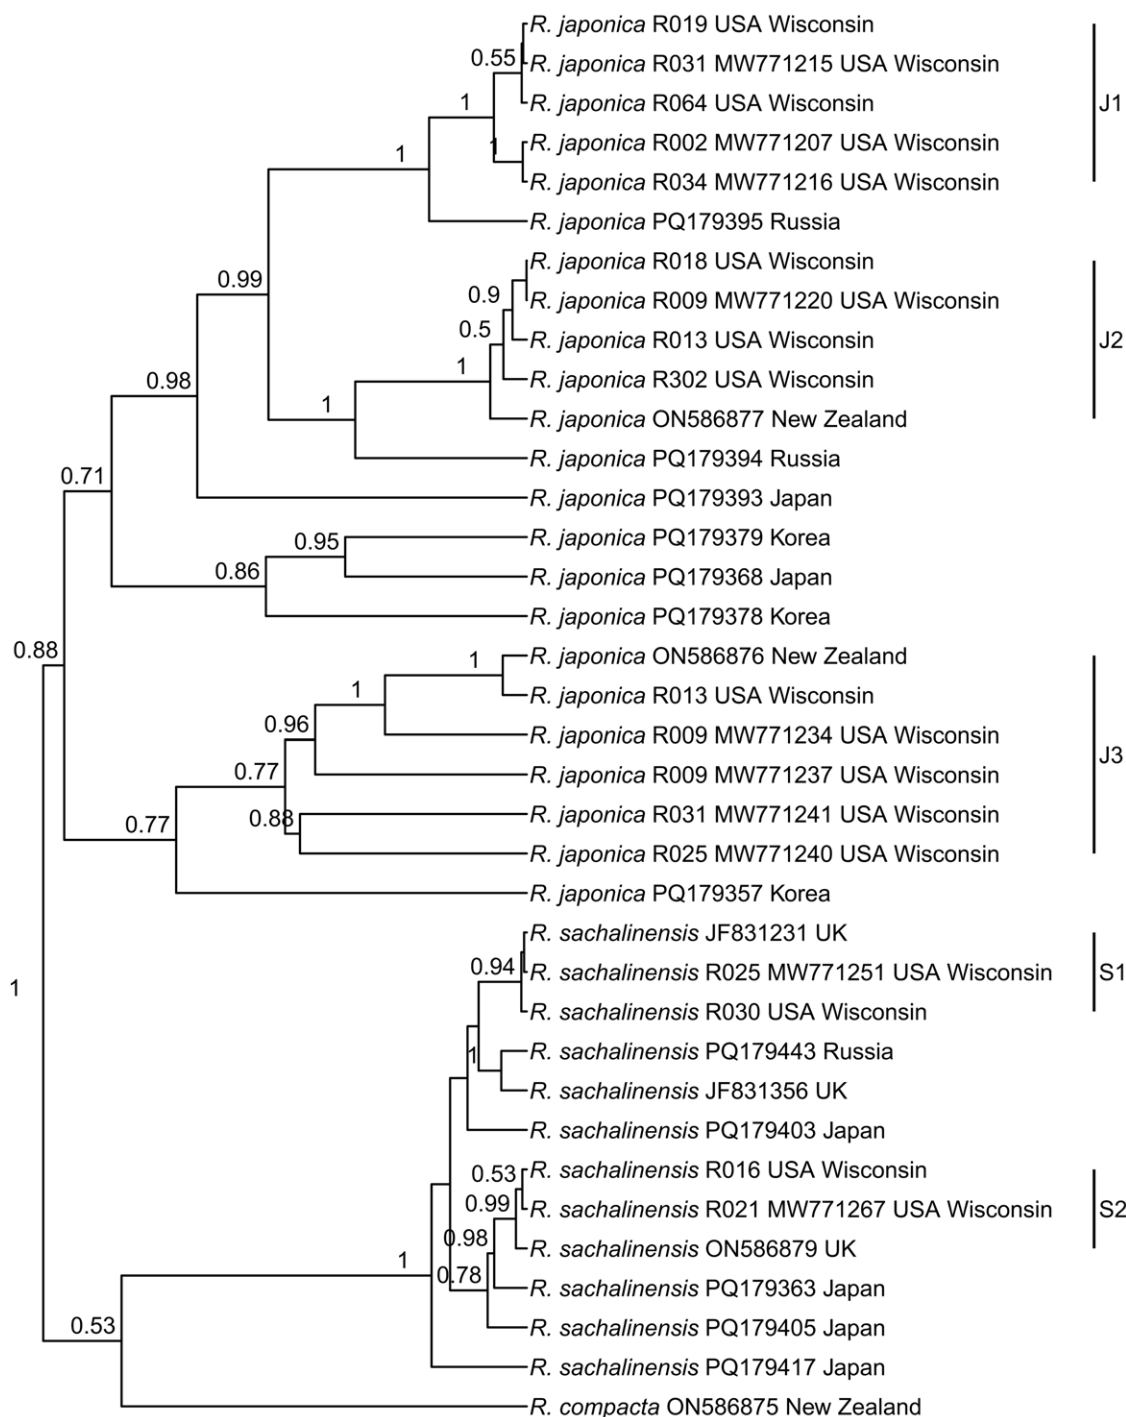 R. japonica R019 USA Wisconsin
0.55
R. japonica R031 MW771215 USA Wisconsin
1
R. japonica R064 USA Wisconsin
J1
1
R. japonica R002 MW771207 USA Wisconsin
1
R. japonica R034 MW771216 USA Wisconsin
R. japonica PQ179395 Russia
R. japonica R018 USA Wisconsin
0.99
0.9
R. japonica R009 MW771220 USA Wisconsin
0.5
R. japonica R013 USA Wisconsin
J2
0.98
1
R. japonica R302 USA Wisconsin
1
R. japonica ON586877 New Zealand
R. japonica PQ179394 Russia
0.71
R. japonica PQ179393 Japan
R. japonica PQ179379 Korea
0.95
0.86
R. japonica PQ179368 Japan
R. japonica PQ179378 Korea
0.88
1
R. japonica ON586876 New Zealand
1
R. japonica R013 USA Wisconsin
0.96
R. japonica R009 MW771234 USA Wisconsin
J3
0.77
R. japonica R009 MW771237 USA Wisconsin
0.77
0.88
R. japonica R031 MW771241 USA Wisconsin
R. japonica R025 MW771240 USA Wisconsin
R. japonica PQ179357 Korea
R. sachalinensis JF831231 UK
0.94
R. sachalinensis R025 MW771251 USA Wisconsin
S1
1
R. sachalinensis R030 USA Wisconsin
1
R. sachalinensis PQ179443 Russia
R. sachalinensis JF831356 UK
R. sachalinensis PQ179403 Japan
0.53
R. sachalinensis R016 USA Wisconsin
0.99
R. sachalinensis R021 MW771267 USA Wisconsin
S2
0.98
R. sachalinensis ON586879 UK
1
0.78
R. sachalinensis PQ179363 Japan
R. sachalinensis PQ179405 Japan
0.53
R. sachalinensis PQ179417 Japan
R. compacta ON586875 New Zealand